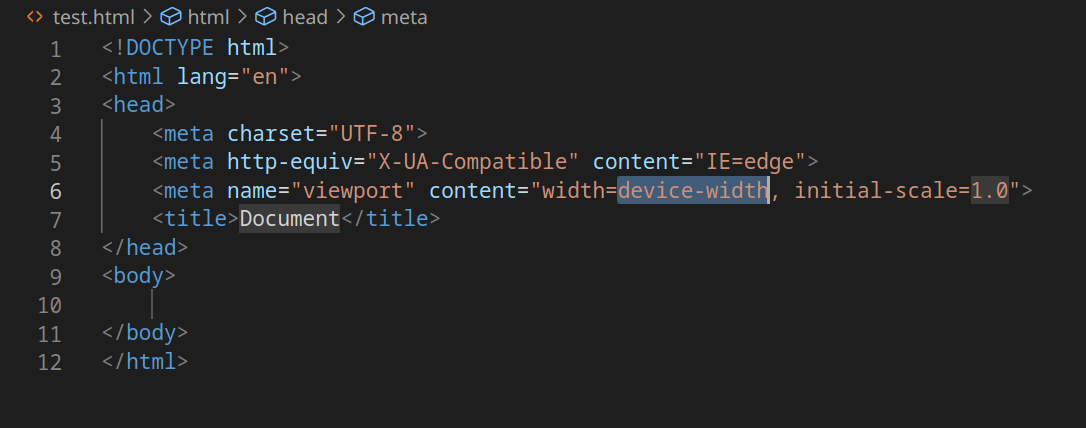 test.html > html > head > meta
1 <!DOCTYPE html>
2 <html lang="en">
3 <head>
4     <meta charset="UTF-8">
5     <meta http-equiv="X-UA-Compatible" content="IE=edge">
6     <meta name="viewport" content="width=device-width, initial-scale=1.0">
7     <title>Document</title>
8 </head>
9 <body>
10
11 </body>
12 </html>